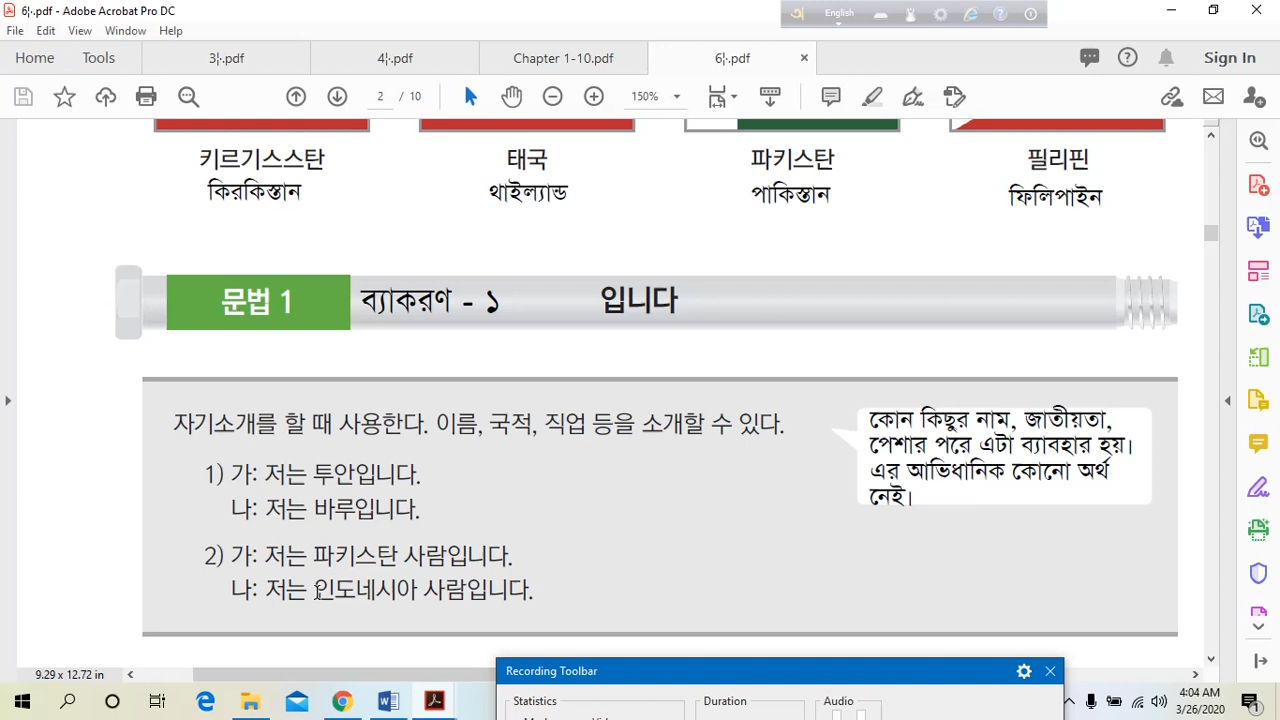 6¦.pdf - Adobe Acrobat Pro DC
English
File Edit View Window Help
Home Tools 3¦.pdf 4¦.pdf Chapter 1-10.pdf 6¦.pdf × Sign In
2 / 10 150%
키르기스스탄 태국 파키스탄 필리핀
কিরকিস্তান থাইল্যান্ড পাকিস্তান ফিলিপাইন
문법 1 ব্যাকরণ - ১ 입니다
자기소개를 할 때 사용한다. 이름, 국적, 직업 등을 소개할 수 있다.
কোন কিছুর নাম, জাতীয়তা,
পেশার পরে এটা ব্যাবহার হয়।
এর আভিধানিক কোনো অর্থ
নেই।
1) 가: 저는 투안입니다.
나: 저는 바루입니다.
2) 가: 저는 파키스탄 사람입니다.
나: 저는 인도네시아 사람입니다.
9.29 x 12.72 in
Recording Toolbar
Statistics Duration Audio
4:04 AM
3/26/2020